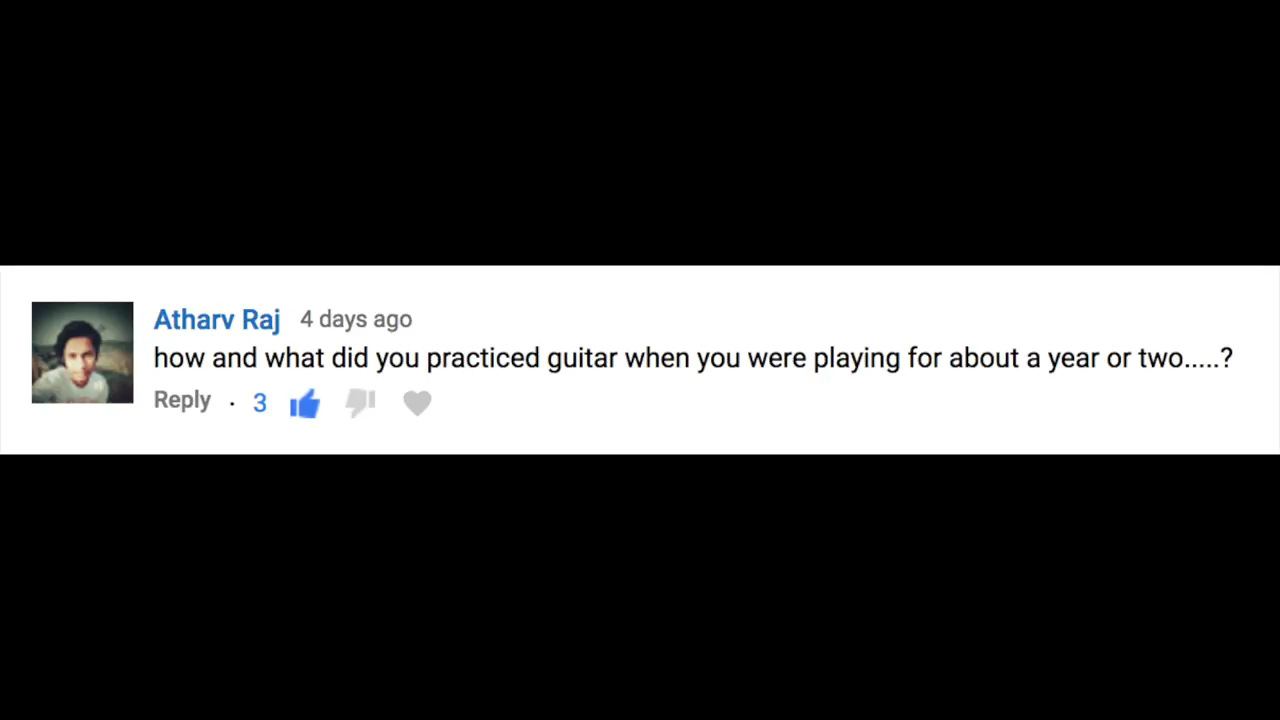 Atharv Raj 4 days ago
how and what did you practiced guitar when you were playing for about a year or two.....?
Reply · 3